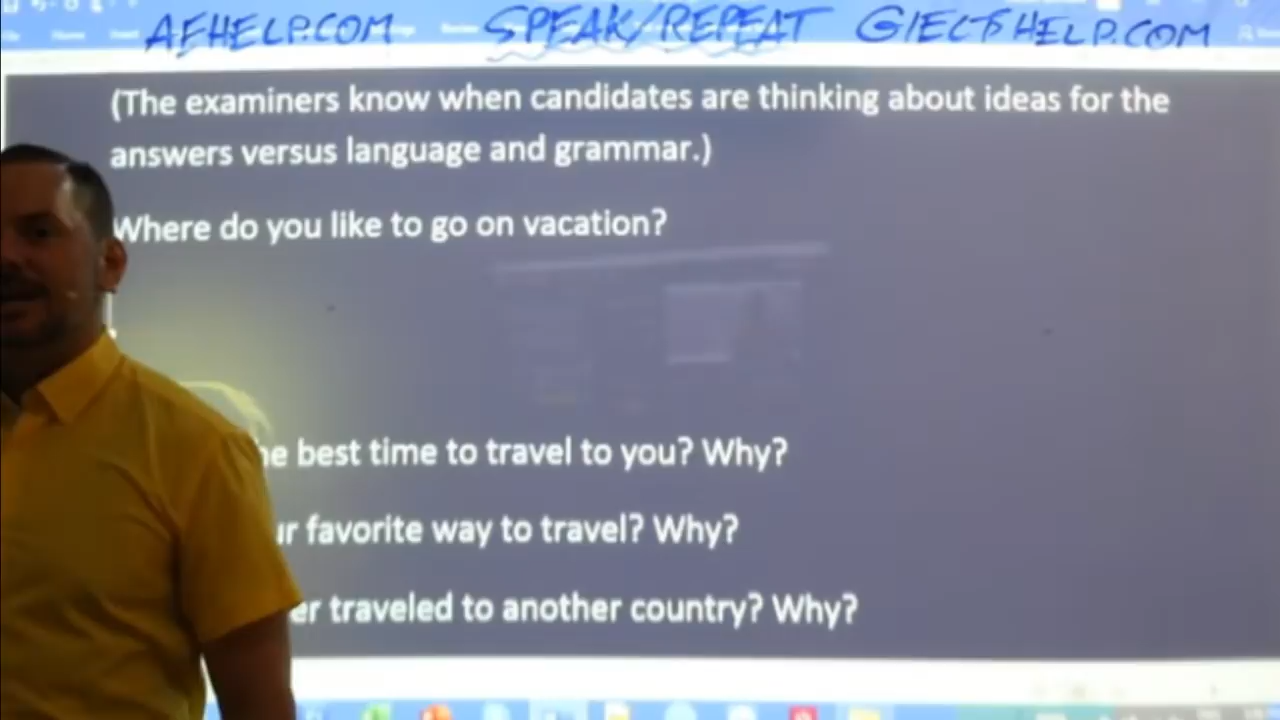 AEHELP.COM SPEAK/REPEAT GIELTSHELP.COM
(The examiners know when candidates are thinking about ideas for the
answers versus language and grammar.)
Where do you like to go on vacation?
he best time to travel to you? Why?
ur favorite way to travel? Why?
er traveled to another country? Why?